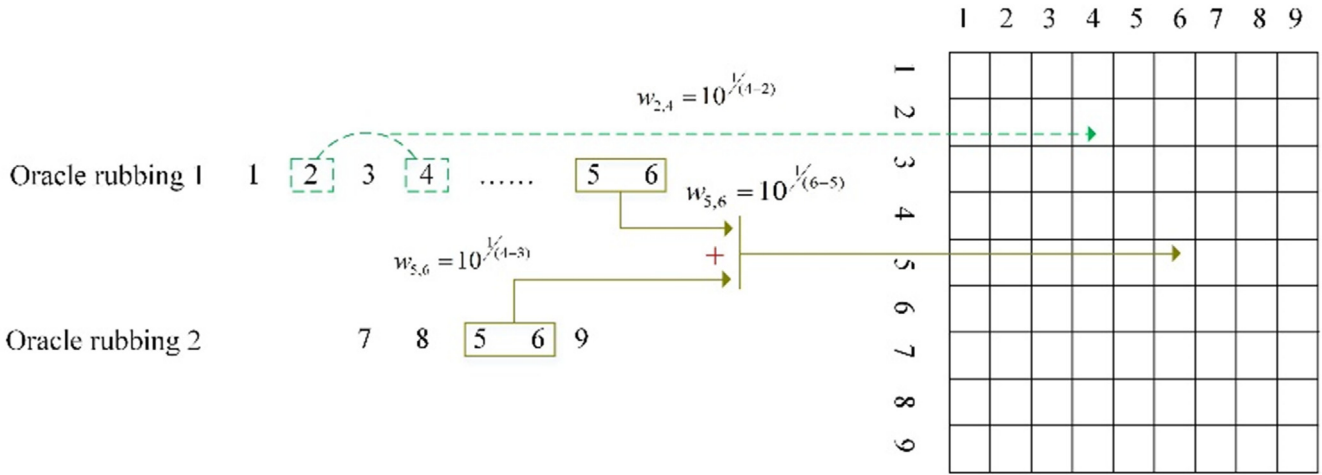 1 2 3 4 5 6 7 8 9
1
2
w₂,₄ = 10^1/(4−2)
3
Oracle rubbing 1 1 2 3 4 …… 5 6
w₅,₆ = 10^1/(6−5)
4
w₅,₆ = 10^1/(4−3)
+
5
6
Oracle rubbing 2 7 8 5 6 9
7
8
9